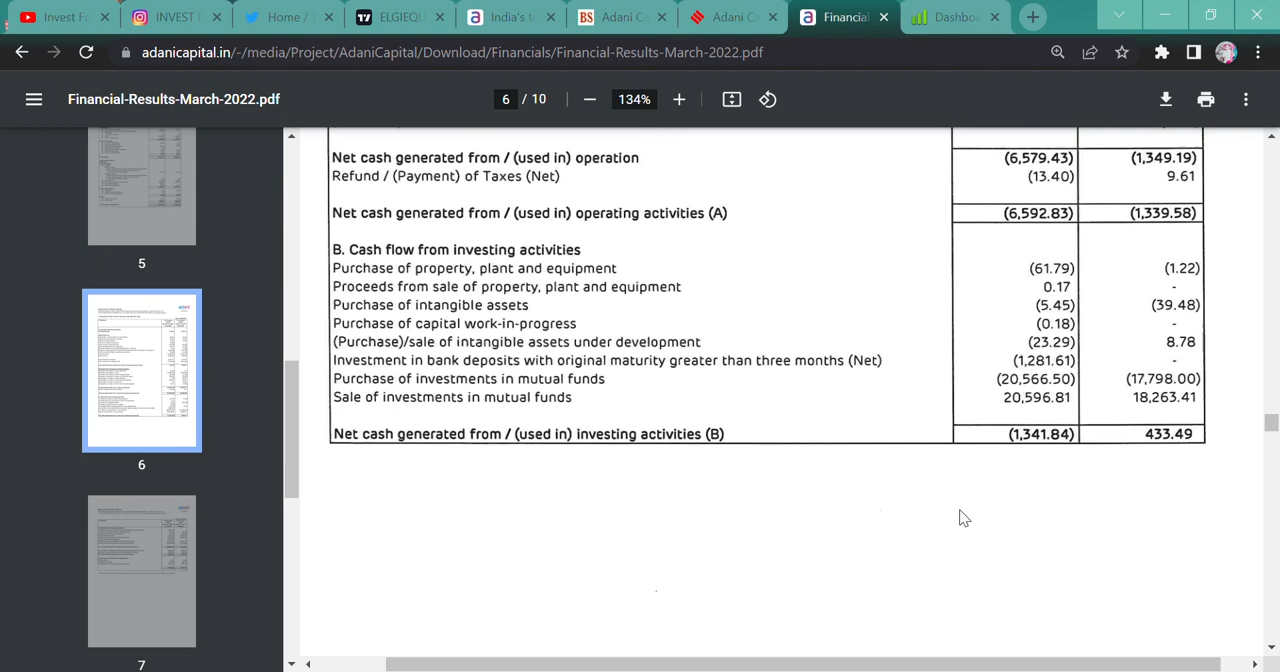 Invest Fo
INVEST F
Home / T
ELGIEQU
India's t
Adani Ca
Adani Ca
Financial
Dashboa
adanicapital.in/-/media/Project/AdaniCapital/Download/Financials/Financial-Results-March-2022.pdf
Financial-Results-March-2022.pdf
6 / 10
134%
Net cash generated from / (used in) operation (6,579.43) (1,349.19)
Refund / (Payment) of Taxes (Net) (13.40) 9.61
Net cash generated from / (used in) operating activities (A) (6,592.83) (1,339.58)
B. Cash flow from investing activities
Purchase of property, plant and equipment (61.79) (1.22)
Proceeds from sale of property, plant and equipment 0.17 -
Purchase of intangible assets (5.45) (39.48)
Purchase of capital work-in-progress (0.18) -
(Purchase)/sale of intangible assets under development (23.29) 8.78
Investment in bank deposits with original maturity greater than three months (Net) (1,281.61) -
Purchase of investments in mutual funds (20,566.50) (17,798.00)
Sale of investments in mutual funds 20,596.81 18,263.41
Net cash generated from / (used in) investing activities (B) (1,341.84) 433.49
5
6
7